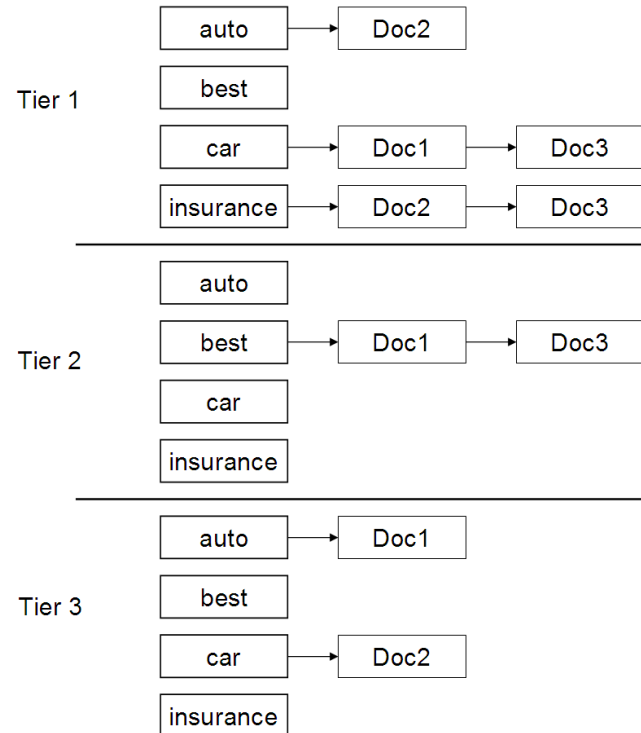 auto Doc2
Tier 1
best
car Doc1 Doc3
insurance Doc2 Doc3
auto
Tier 2
best Doc1 Doc3
car
insurance
auto Doc1
Tier 3
best
car Doc2
insurance